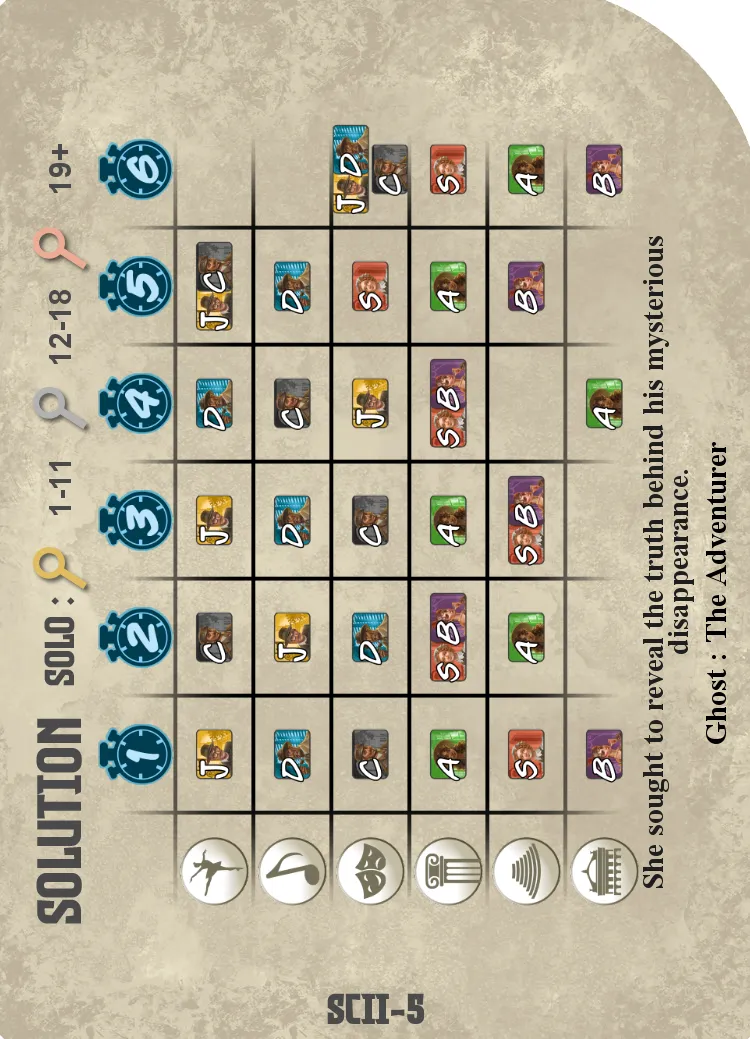 SOLUTION SOLO : 1-11 12-18 19+
1 2 3 4 5 6
J C J D J C
D J D C D
C D C J S J D C
A S B A S B A S
S A S B B A
B A B
She sought to reveal the truth behind his mysterious
disappearance.
Ghost : The Adventurer
SCII-5